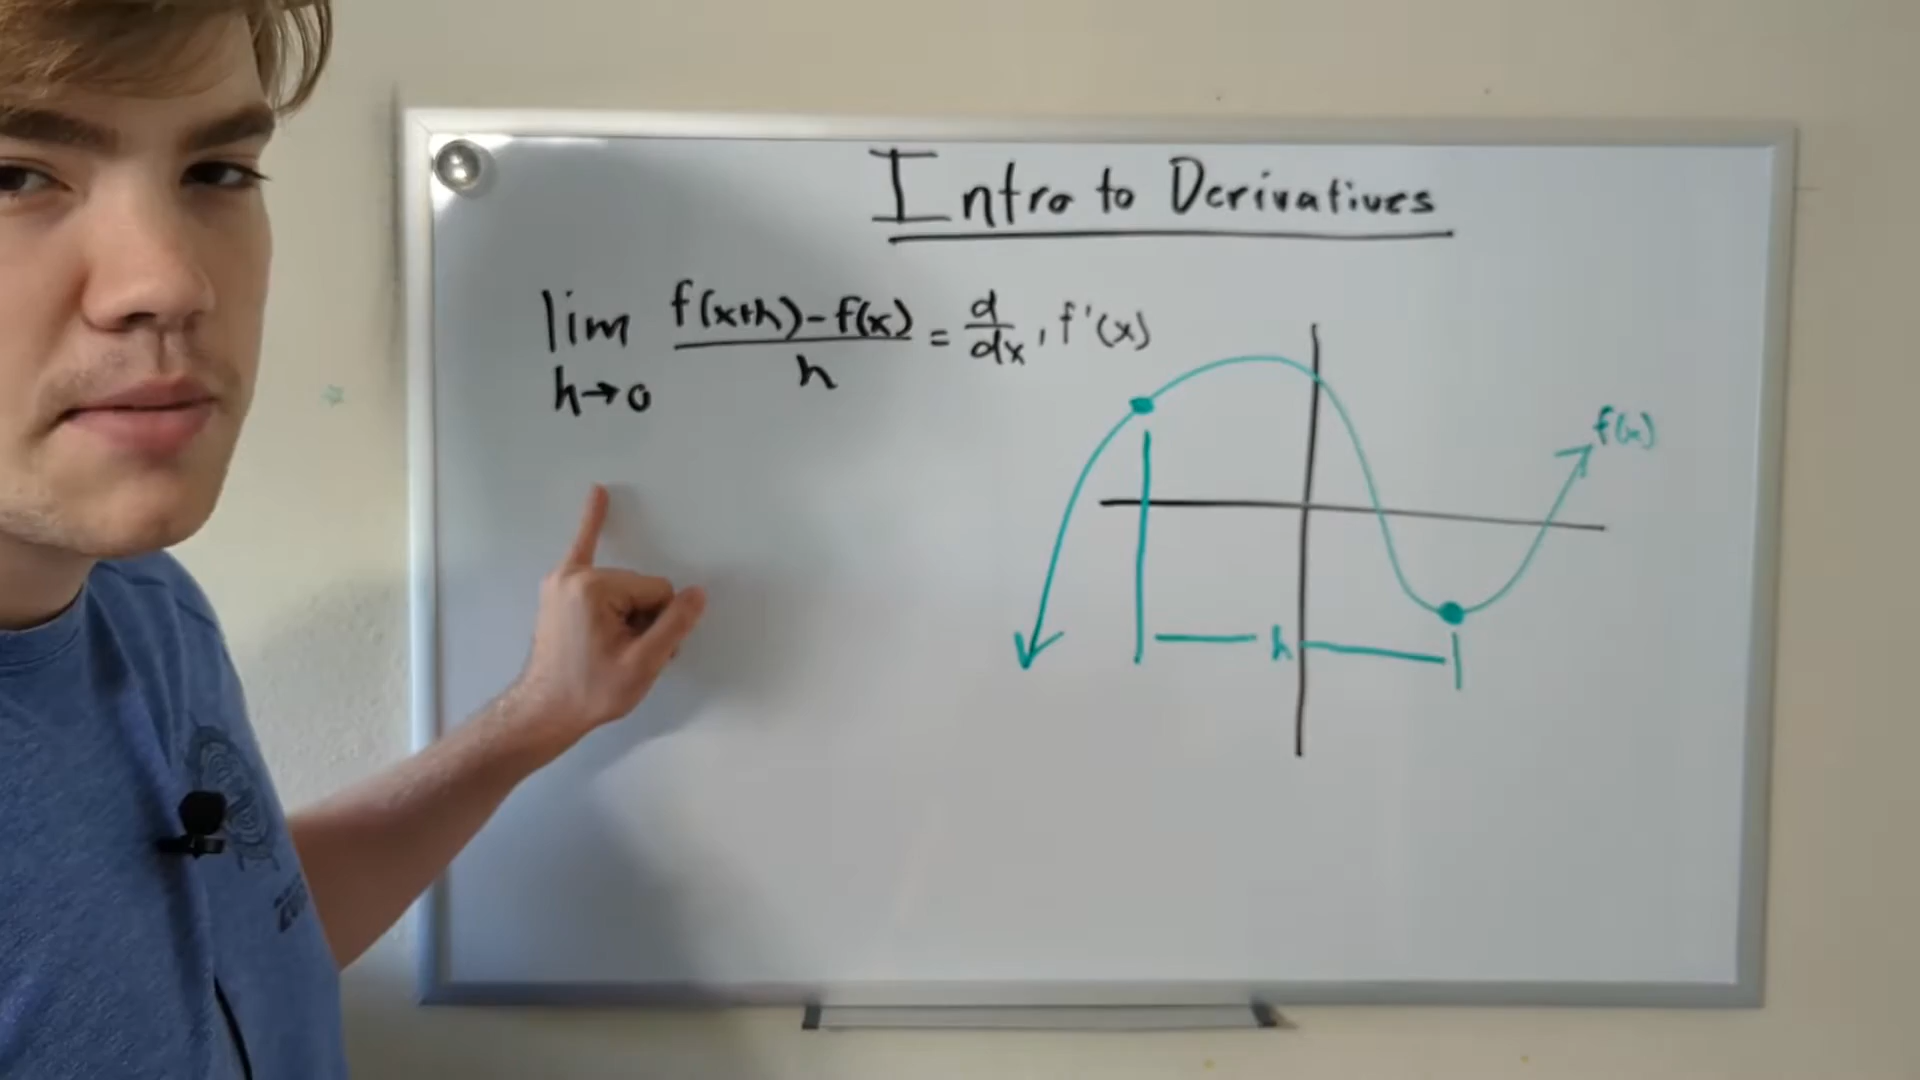 Intro to Derivatives
lim h→0 f(x+h)-f(x) / h = d/dx , f'(x)
f(x)
h